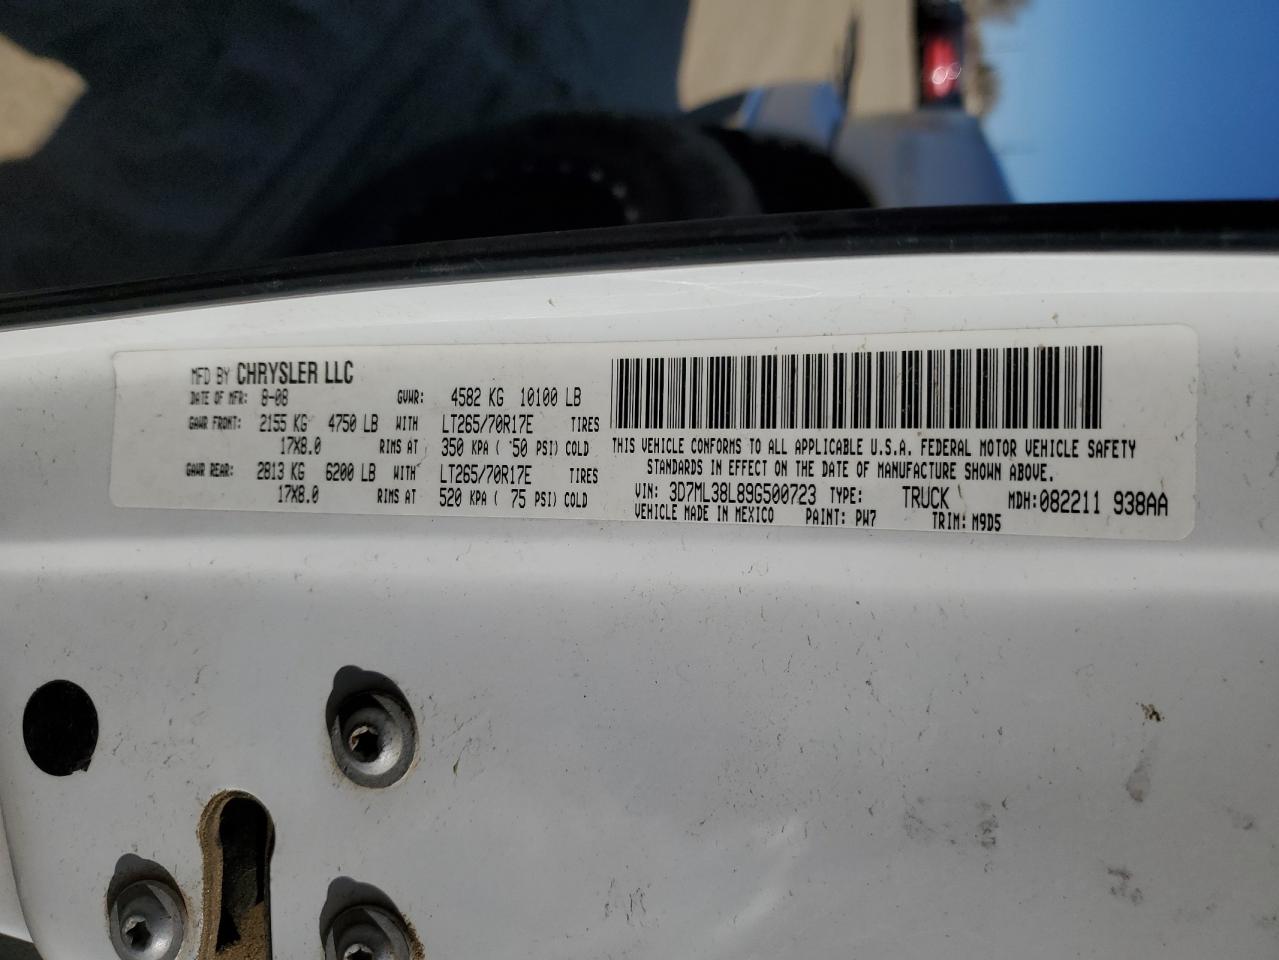 MFD BY CHRYSLER LLC
DATE OF MFR: 8-08 GVWR: 4582 KG 10100 LB
GAWR FRONT: 2155 KG 4750 LB WITH LT265/70R17E TIRES
17X8.0 RIMS AT 350 KPA ( 50 PSI) COLD
GAWR REAR: 2813 KG 6200 LB WITH LT265/70R17E TIRES
17X8.0 RIMS AT 520 KPA ( 75 PSI) COLD
THIS VEHICLE CONFORMS TO ALL APPLICABLE U.S.A. FEDERAL MOTOR VEHICLE SAFETY
STANDARDS IN EFFECT ON THE DATE OF MANUFACTURE SHOWN ABOVE.
VIN: 3D7ML38L89G500723 TYPE: TRUCK MDH: 082211 938AA
VEHICLE MADE IN MEXICO PAINT: PW7 TRIM: M9D5